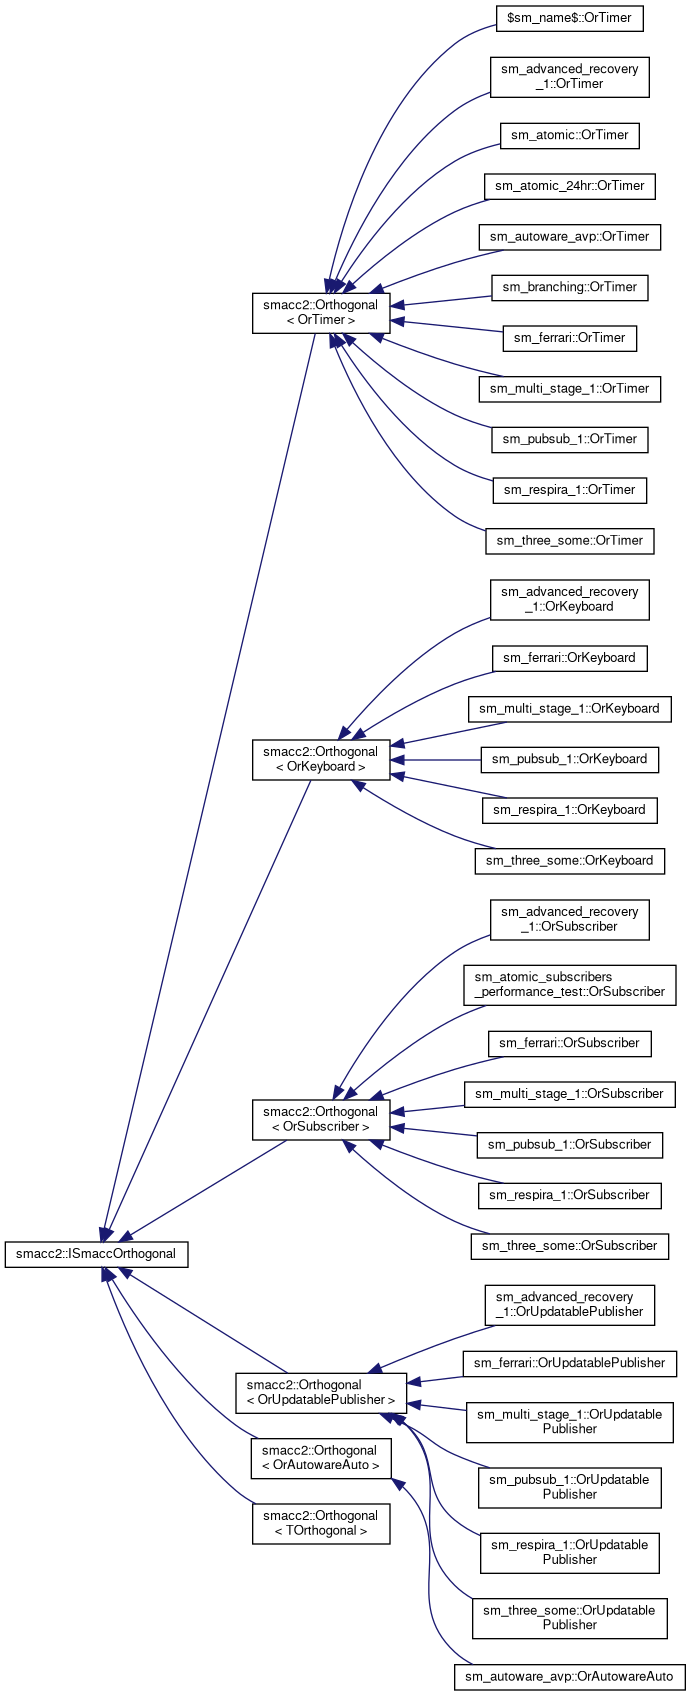 $sm_name$::OrTimer
sm_advanced_recovery
_1::OrTimer
sm_atomic::OrTimer
sm_atomic_24hr::OrTimer
sm_autoware_avp::OrTimer
sm_branching::OrTimer
smacc2::Orthogonal
< OrTimer >
sm_ferrari::OrTimer
sm_multi_stage_1::OrTimer
sm_pubsub_1::OrTimer
sm_respira_1::OrTimer
sm_three_some::OrTimer
sm_advanced_recovery
_1::OrKeyboard
sm_ferrari::OrKeyboard
sm_multi_stage_1::OrKeyboard
smacc2::Orthogonal
< OrKeyboard >
sm_pubsub_1::OrKeyboard
sm_respira_1::OrKeyboard
sm_three_some::OrKeyboard
sm_advanced_recovery
_1::OrSubscriber
sm_atomic_subscribers
_performance_test::OrSubscriber
sm_ferrari::OrSubscriber
sm_multi_stage_1::OrSubscriber
smacc2::Orthogonal
< OrSubscriber >
sm_pubsub_1::OrSubscriber
sm_respira_1::OrSubscriber
sm_three_some::OrSubscriber
smacc2::ISmaccOrthogonal
sm_advanced_recovery
_1::OrUpdatablePublisher
sm_ferrari::OrUpdatablePublisher
smacc2::Orthogonal
< OrUpdatablePublisher >
sm_multi_stage_1::OrUpdatable
Publisher
smacc2::Orthogonal
< OrAutowareAuto >
sm_pubsub_1::OrUpdatable
Publisher
smacc2::Orthogonal
< TOrthogonal >
sm_respira_1::OrUpdatable
Publisher
sm_three_some::OrUpdatable
Publisher
sm_autoware_avp::OrAutowareAuto